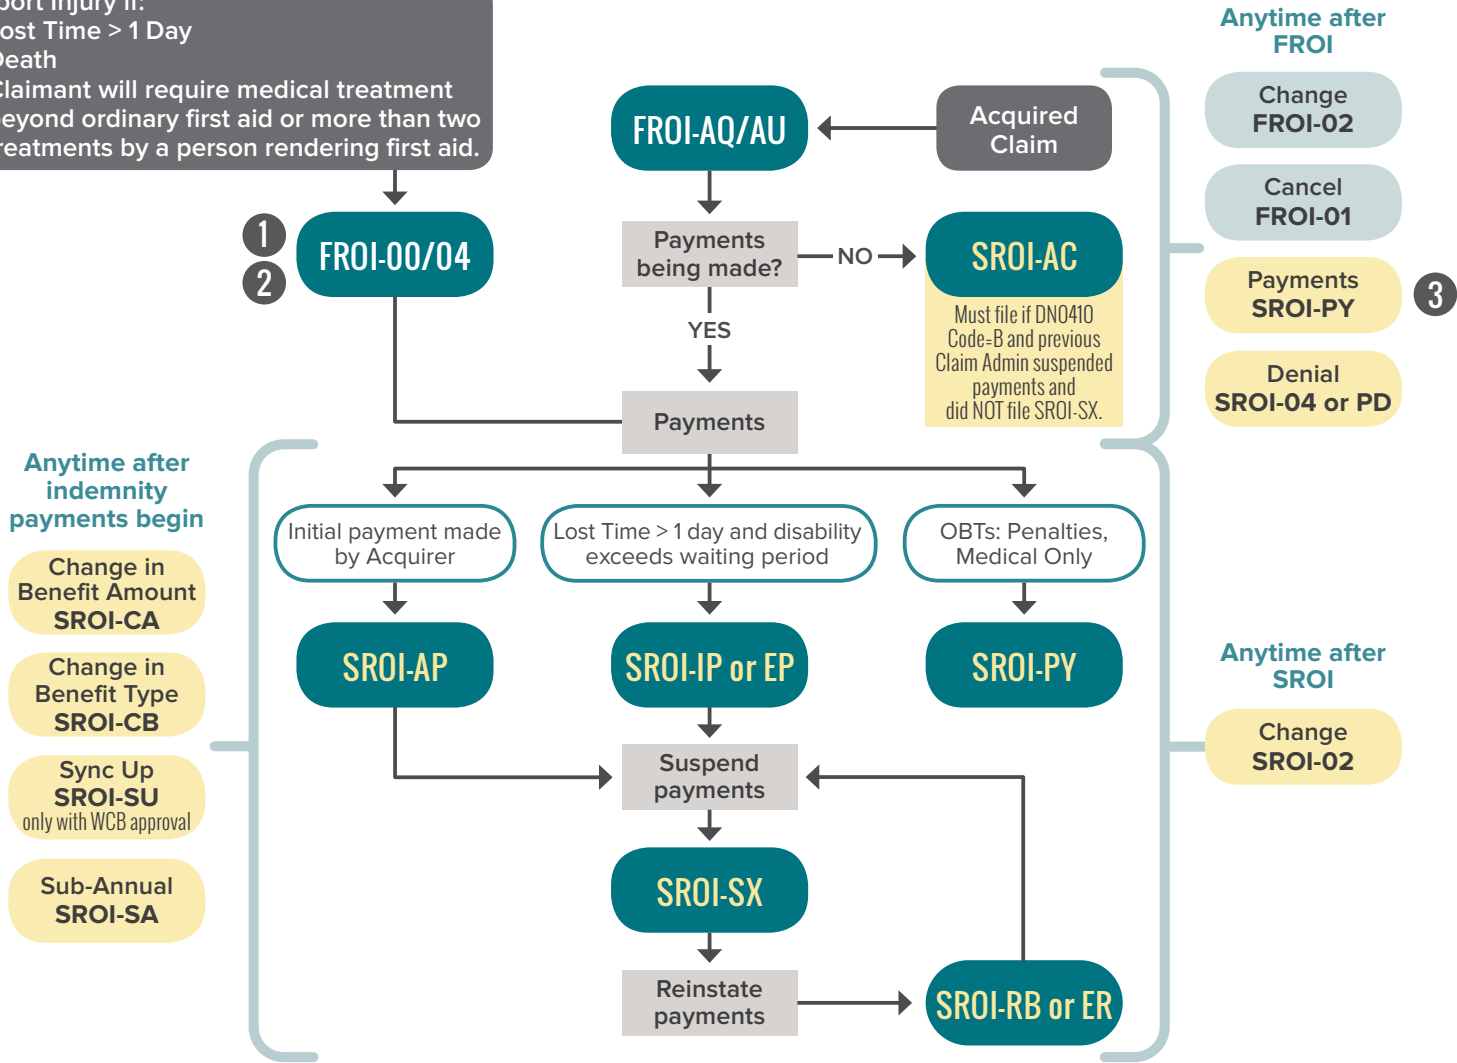 Report Injury if:
Lost Time > 1 Day
Death
Claimant will require medical treatment
beyond ordinary first aid or more than two
treatments by a person rendering first aid.
1
2
FROI-00/04
FROI-AQ/AU
Acquired
Claim
Payments
being made?
NO
SROI-AC
Must file if DN0410
Code=B and previous
Claim Admin suspended
payments and
did NOT file SROI-SX.
YES
Payments
Anytime after
FROI
Change
FROI-02
Cancel
FROI-01
Payments
SROI-PY
3
Denial
SROI-04 or PD
Anytime after
indemnity
payments begin
Change in
Benefit Amount
SROI-CA
Change in
Benefit Type
SROI-CB
Sync Up
SROI-SU
only with WCB approval
Sub-Annual
SROI-SA
Initial payment made
by Acquirer
Lost Time > 1 day and disability
exceeds waiting period
OBTs: Penalties,
Medical Only
SROI-AP
SROI-IP or EP
SROI-PY
Suspend
payments
SROI-SX
Reinstate
payments
SROI-RB or ER
Anytime after
SROI
Change
SROI-02